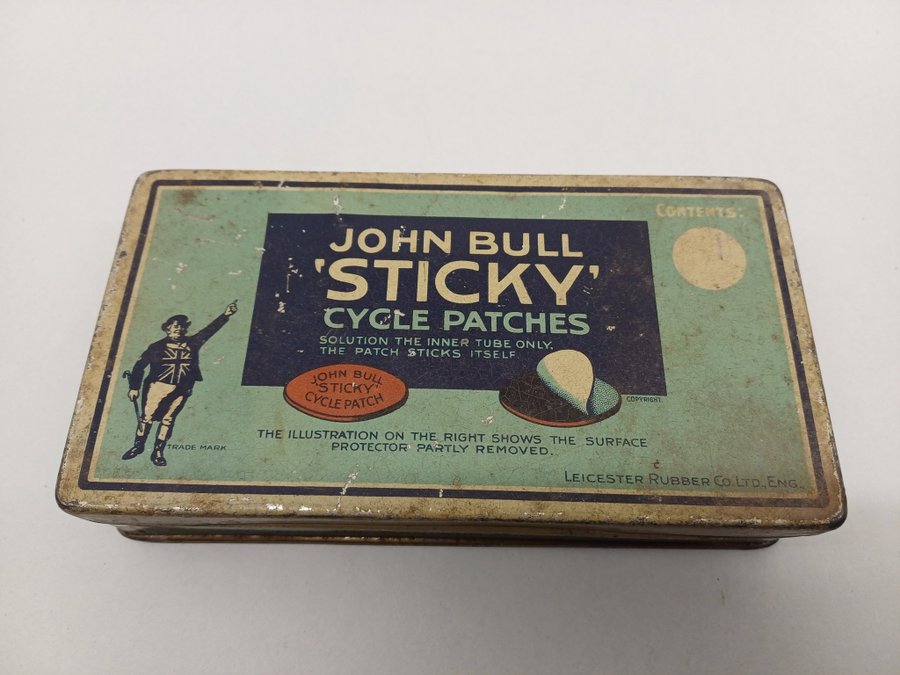 CONTENTS:
JOHN BULL
'STICKY'
CYCLE PATCHES
SOLUTION THE INNER TUBE ONLY.
THE PATCH STICKS ITSELF.
JOHN BULL
"STICKY"
CYCLE PATCH
COPYRIGHT.
THE ILLUSTRATION ON THE RIGHT SHOWS THE SURFACE
PROTECTOR PARTLY REMOVED.
TRADE MARK
LEICESTER RUBBER CO. LTD., ENG.